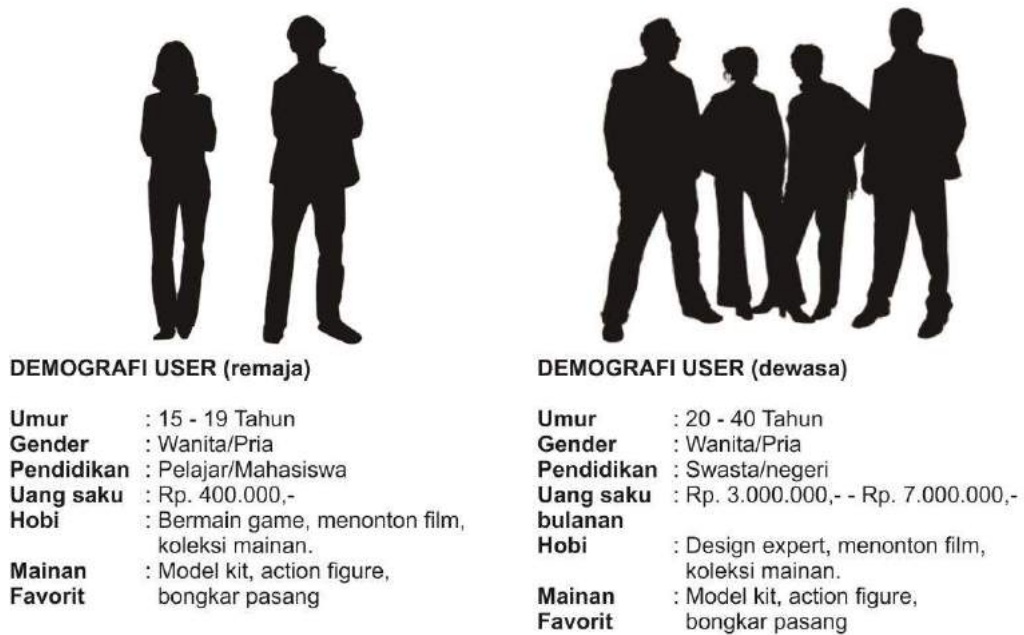 DEMOGRAFI USER (remaja)
Umur : 15 - 19 Tahun
Gender : Wanita/Pria
Pendidikan : Pelajar/Mahasiswa
Uang saku : Rp. 400.000,-
Hobi : Bermain game, menonton film,
koleksi mainan.
Mainan : Model kit, action figure,
Favorit bongkar pasang
DEMOGRAFI USER (dewasa)
Umur : 20 - 40 Tahun
Gender : Wanita/Pria
Pendidikan : Swasta/negeri
Uang saku : Rp. 3.000.000,- - Rp. 7.000.000,-
bulanan
Hobi : Design expert, menonton film,
koleksi mainan.
Mainan : Model kit, action figure,
Favorit bongkar pasang